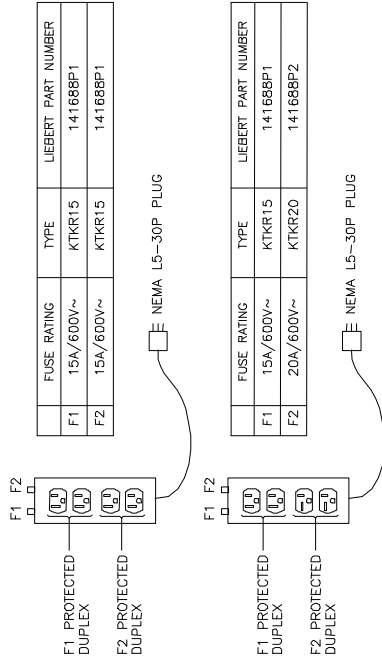 FUSE RATING TYPE LIEBERT PART NUMBER
F1 15A/600V~ KTKR15 141688P1
F2 15A/600V~ KTKR15 141688P1
F1 F2
F1 PROTECTED
DUPLEX
F2 PROTECTED
DUPLEX
NEMA L5-30P PLUG
FUSE RATING TYPE LIEBERT PART NUMBER
F1 15A/600V~ KTKR15 141688P1
F2 20A/600V~ KTKR20 141688P2
F1 F2
F1 PROTECTED
DUPLEX
F2 PROTECTED
DUPLEX
NEMA L5-30P PLUG